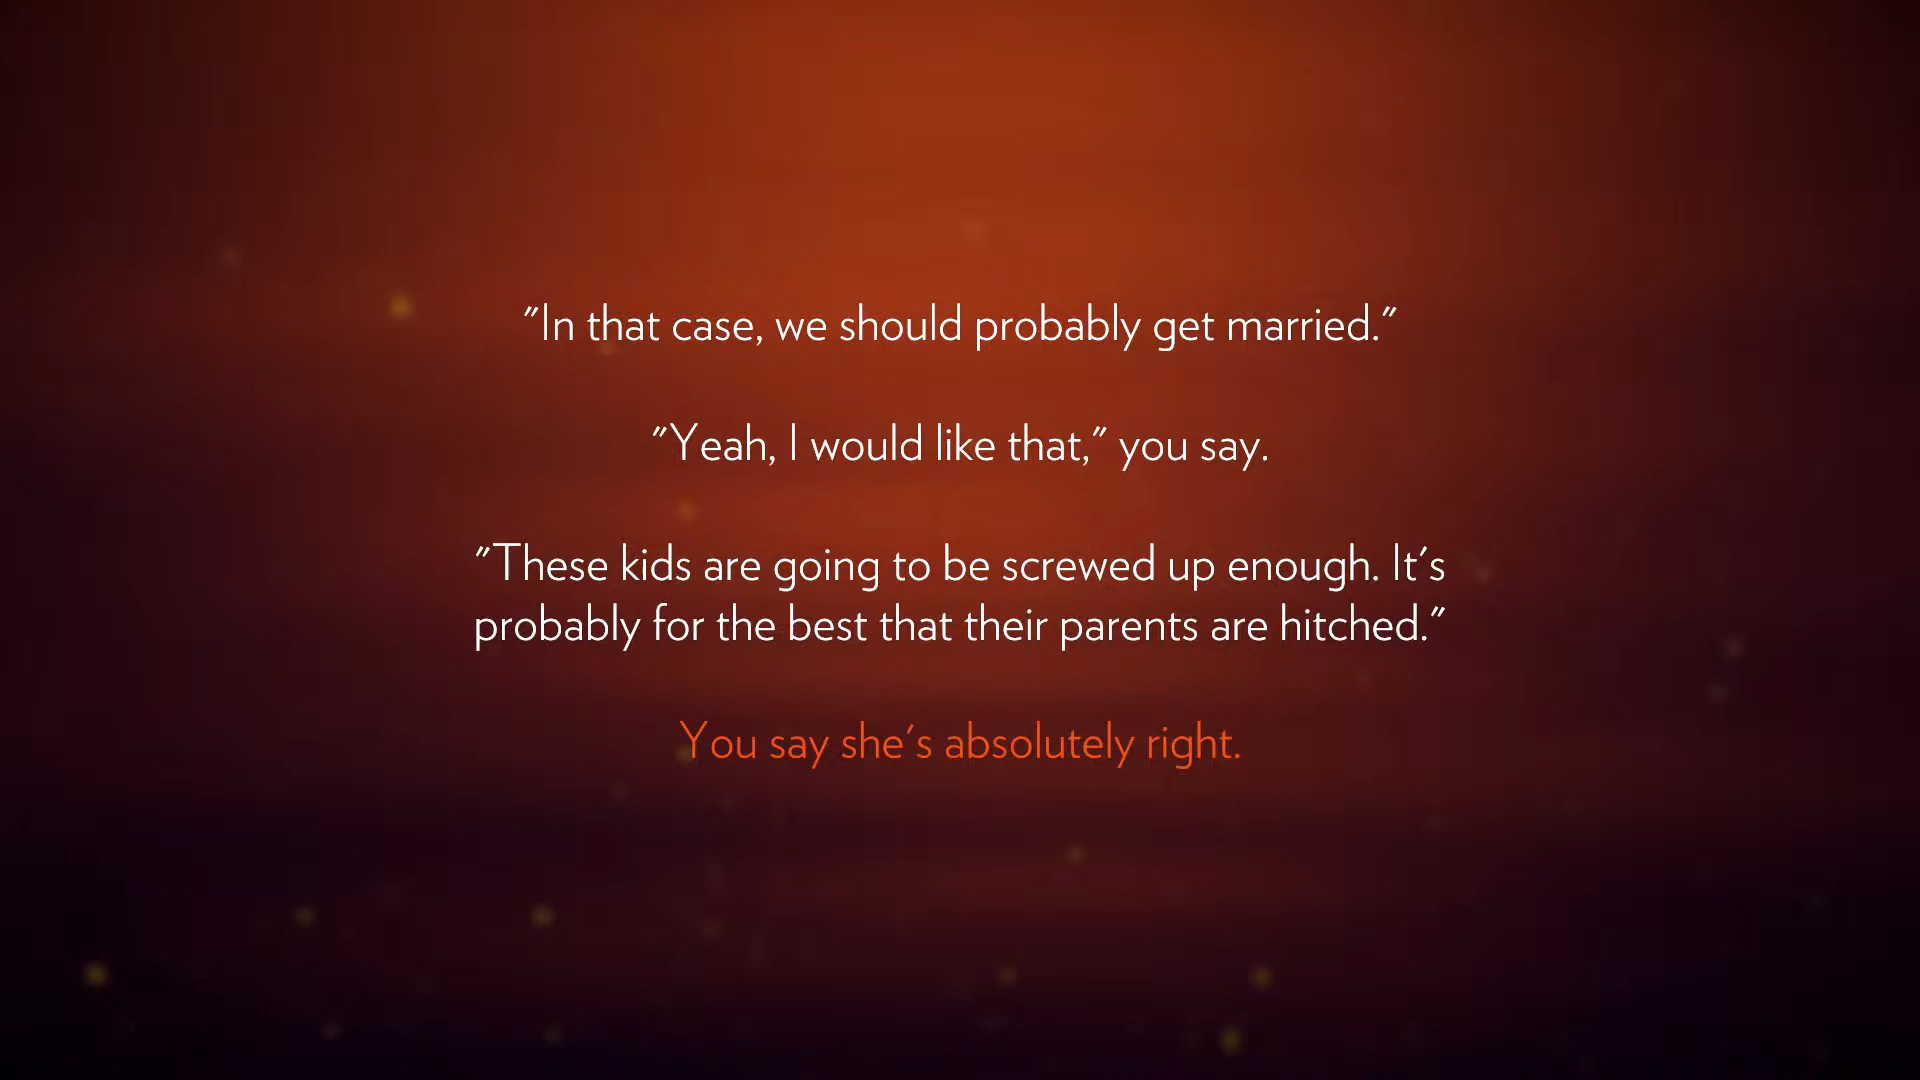 "In that case, we should probably get married."
"Yeah, I would like that," you say.
"These kids are going to be screwed up enough. It's
probably for the best that their parents are hitched."
You say she's absolutely right.